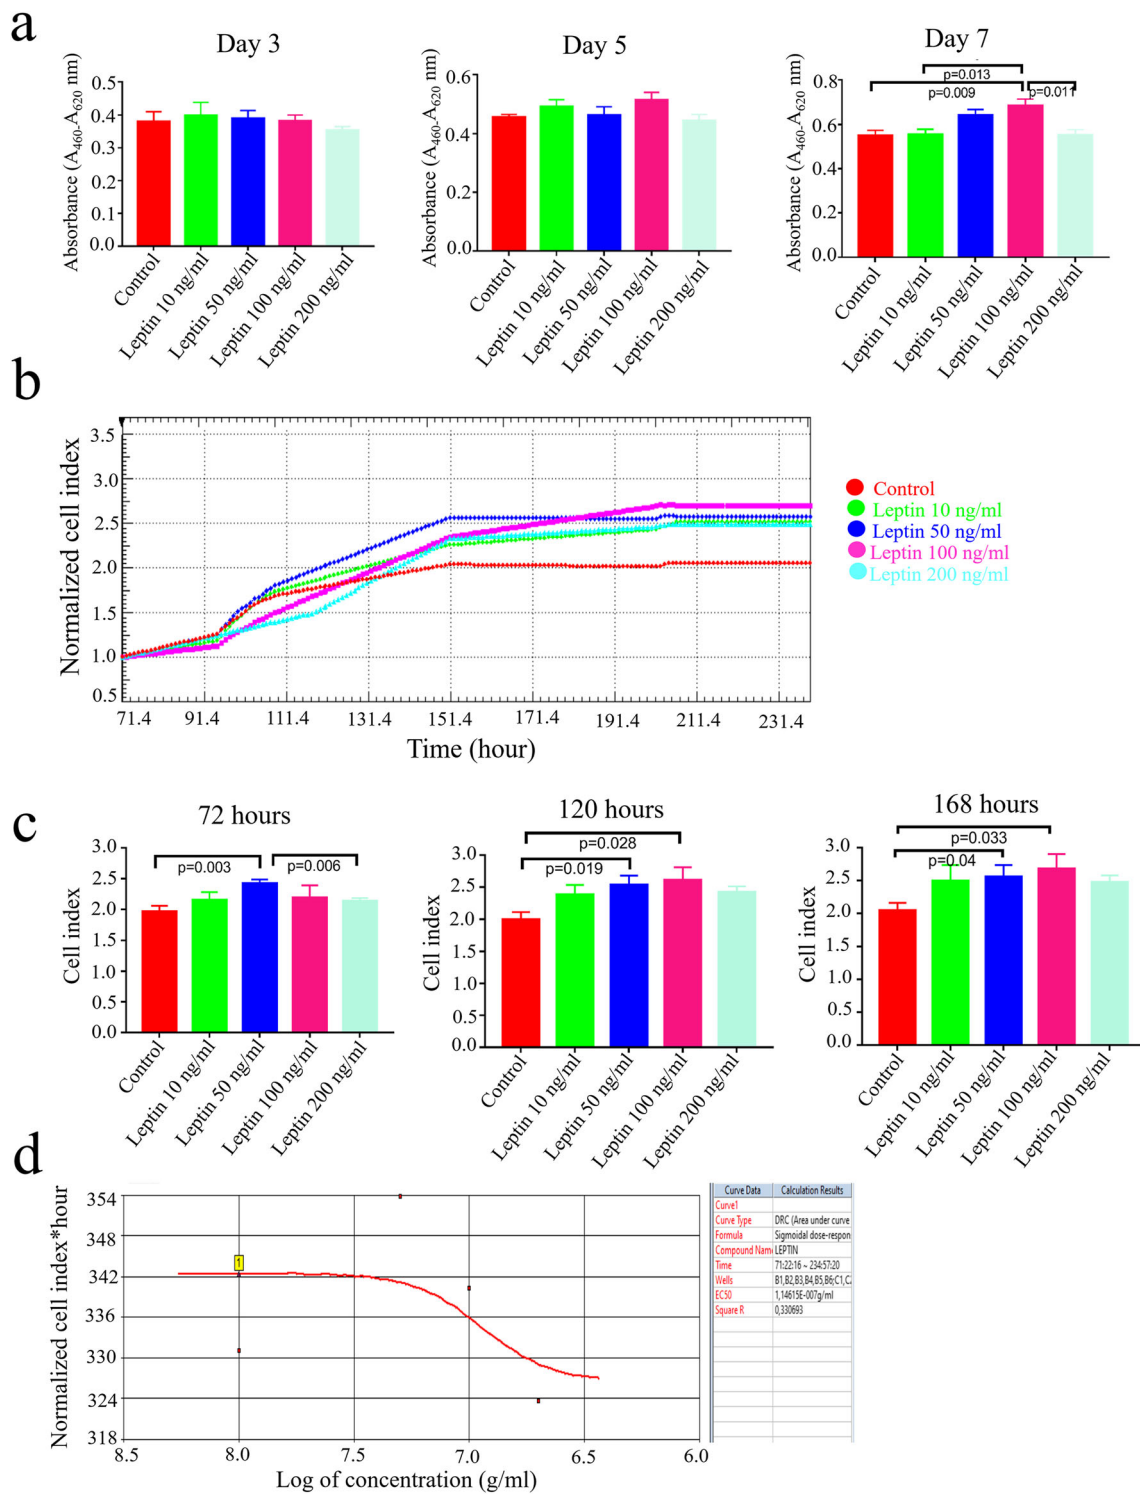 a
Day 3
Absorbance (A460-A620 nm)
0.5
0.4
0.3
0.2
0.1
0.0
Control
Leptin 10 ng/ml
Leptin 50 ng/ml
Leptin 100 ng/ml
Leptin 200 ng/ml
Day 5
Absorbance (A460-A620 nm)
0.6
0.4
0.2
0.0
Control
Leptin 10 ng/ml
Leptin 50 ng/ml
Leptin 100 ng/ml
Leptin 200 ng/ml
Day 7
Absorbance (A460-A620 nm)
0.8
0.6
0.4
0.2
0.0
p=0.013
p=0.009
p=0.011
Control
Leptin 10 ng/ml
Leptin 50 ng/ml
Leptin 100 ng/ml
Leptin 200 ng/ml
b
Normalized cell index
3.5
3.0
2.5
2.0
1.5
1.0
0.5
71.4 91.4 111.4 131.4 151.4 171.4 191.4 211.4 231.4
Time (hour)
Control
Leptin 10 ng/ml
Leptin 50 ng/ml
Leptin 100 ng/ml
Leptin 200 ng/ml
c
72 hours
Cell index
3.0
2.5
2.0
1.5
1.0
0.5
0.0
p=0.003
p=0.006
Control
Leptin 10 ng/ml
Leptin 50 ng/ml
Leptin 100 ng/ml
Leptin 200 ng/ml
120 hours
Cell index
3.0
2.5
2.0
1.5
1.0
0.5
0.0
p=0.028
p=0.019
Control
Leptin 10 ng/ml
Leptin 50 ng/ml
Leptin 100 ng/ml
Leptin 200 ng/ml
168 hours
Cell index
3.0
2.5
2.0
1.5
1.0
0.5
0.0
p=0.033
p=0.04
Control
Leptin 10 ng/ml
Leptin 50 ng/ml
Leptin 100 ng/ml
Leptin 200 ng/ml
d
Normalized cell index*hour
354
348
342
336
330
324
318
1
8.5 8.0 7.5 7.0 6.5 6.0
Log of concentration (g/ml)
Curve Data Calculation Results
Curve1
Curve Type DRC (Area under curve
Formula Sigmoidal dose-respon
Compound Nam LEPTIN
Time 71:22:16 ~ 234:57:20
Wells B1,B2,B3,B4,B5,B6;C1,C2
EC50 1,14615E-007g/ml
Square R 0,330693